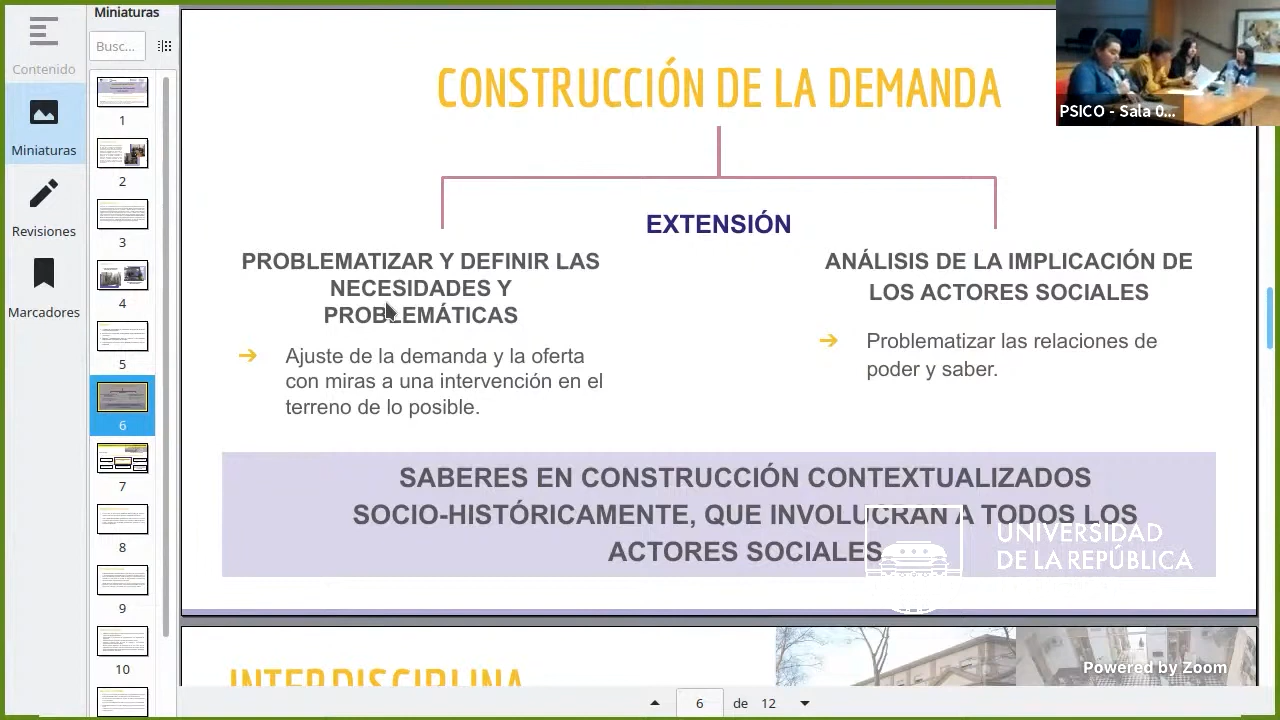 Miniaturas
Busc...
Contenido
Miniaturas
Revisiones
Marcadores
1
2
3
4
5
6
7
8
9
10
CONSTRUCCIÓN DE LA DEMANDA
EXTENSIÓN
PROBLEMATIZAR Y DEFINIR LAS
NECESIDADES Y
PROBLEMÁTICAS
➔ Ajuste de la demanda y la oferta
con miras a una intervención en el
terreno de lo posible.
ANÁLISIS DE LA IMPLICACIÓN DE
LOS ACTORES SOCIALES
➔ Problematizar las relaciones de
poder y saber.
SABERES EN CONSTRUCCIÓN CONTEXTUALIZADOS
SOCIO-HISTÓRICAMENTE, QUE INVOLUCRAN A TODOS LOS
ACTORES SOCIALES
UNIVERSIDAD
DE LA REPÚBLICA
PSICO - Sala 0...
INTERDISCIPLINA
Powered by Zoom
6 de 12